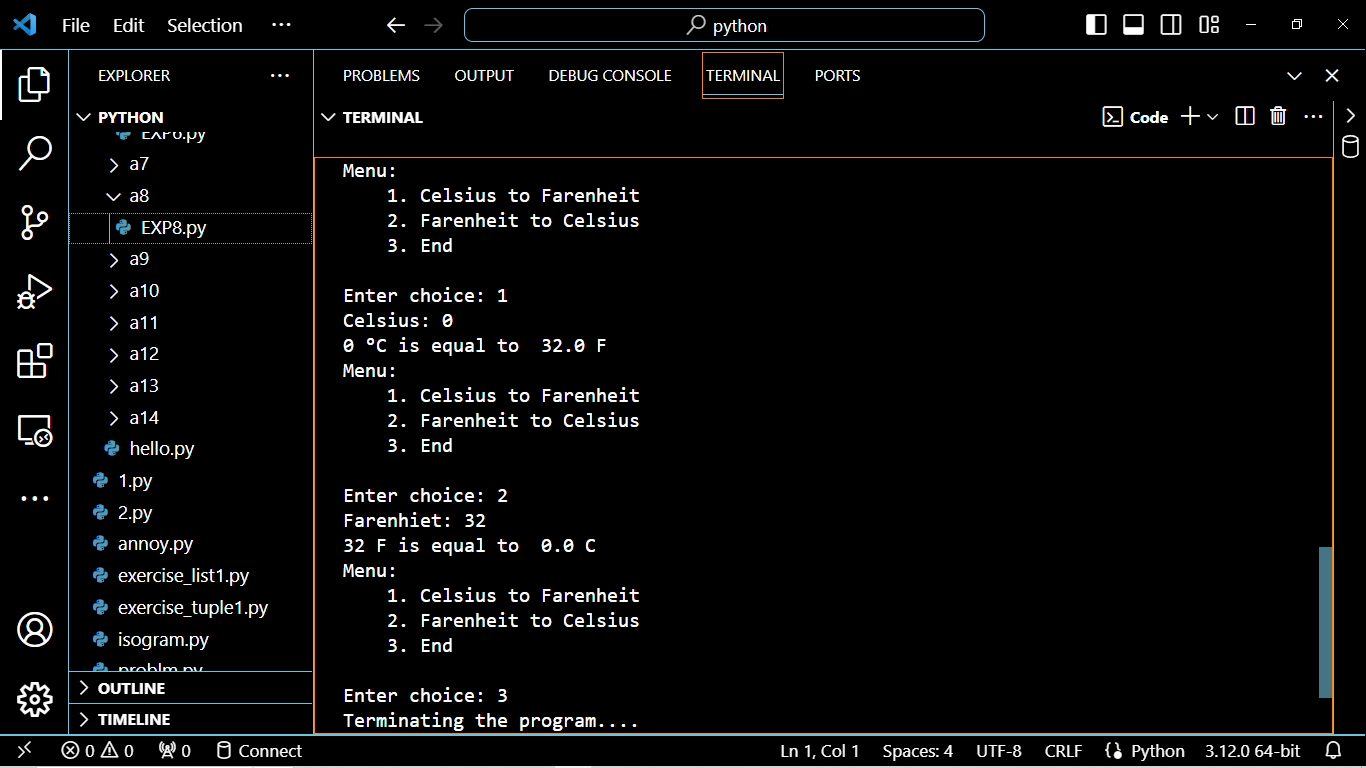 File Edit Selection ··· python
EXPLORER ···
PROBLEMS OUTPUT DEBUG CONSOLE TERMINAL PORTS
PYTHON
EXP6.py
a7
a8
EXP8.py
a9
a10
a11
a12
a13
a14
hello.py
1.py
2.py
annoy.py
exercise_list1.py
exercise_tuple1.py
isogram.py
problm.py
OUTLINE
TIMELINE
TERMINAL Code
Menu:
1. Celsius to Farenheit
2. Farenheit to Celsius
3. End
Enter choice: 1
Celsius: 0
0 °C is equal to  32.0 F
Menu:
1. Celsius to Farenheit
2. Farenheit to Celsius
3. End
Enter choice: 2
Farenhiet: 32
32 F is equal to  0.0 C
Menu:
1. Celsius to Farenheit
2. Farenheit to Celsius
3. End
Enter choice: 3
Terminating the program....
0 0 0 Connect Ln 1, Col 1 Spaces: 4 UTF-8 CRLF Python 3.12.0 64-bit